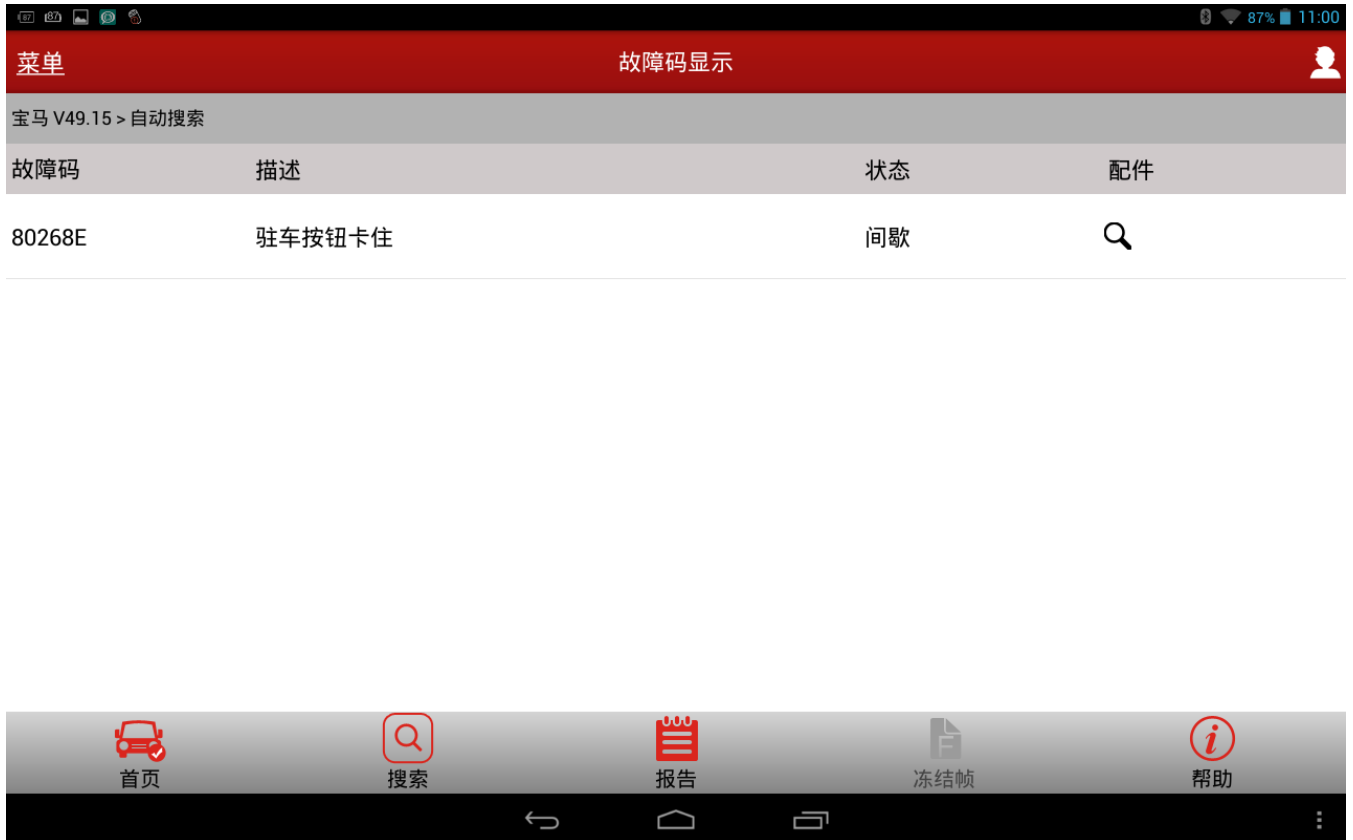 87 87 87% 11:00
菜单 故障码显示
宝马 V49.15 > 自动搜索
故障码 描述 状态 配件
80268E 驻车按钮卡住 间歇
首页 搜索 报告 冻结帧 帮助